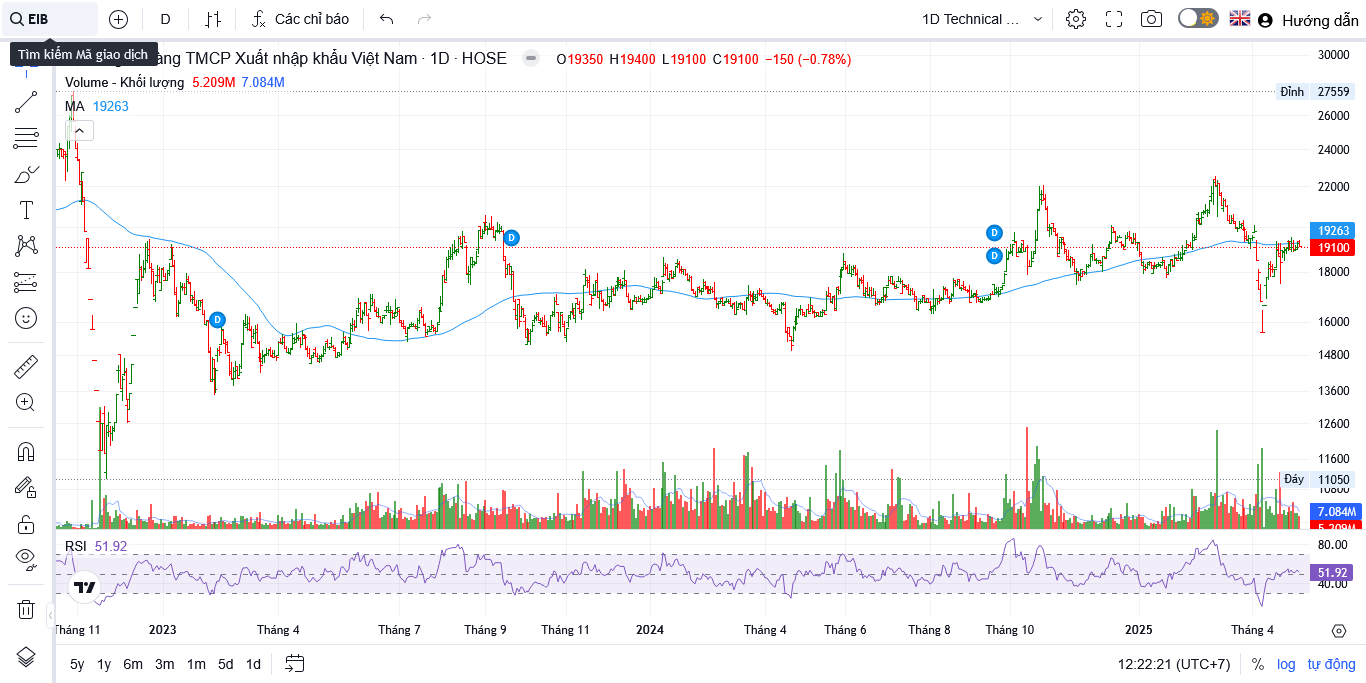 EIB
D
Các chỉ báo
1D Technical ...
Hướng dẫn
Tìm kiếm Mã giao dịch
àng TMCP Xuất nhập khẩu Việt Nam · 1D · HOSE
O19350 H19400 L19100 C19100 −150 (−0.78%)
Volume - Khối lượng 5.209M 7.084M
MA 19263
30000
Đỉnh 27559
26000
24000
22000
19263
19100
18000
16000
14800
13600
12600
11600
Đáy 11050
10800
7.084M
5.209M
D
D
D
D
RSI 51.92
80.00
51.92
40.00
Tháng 11 2023 Tháng 4 Tháng 7 Tháng 9 Tháng 11 2024 Tháng 4 Tháng 6 Tháng 8 Tháng 10 2025 Tháng 4
5y 1y 6m 3m 1m 5d 1d
12:22:21 (UTC+7) % log tự động